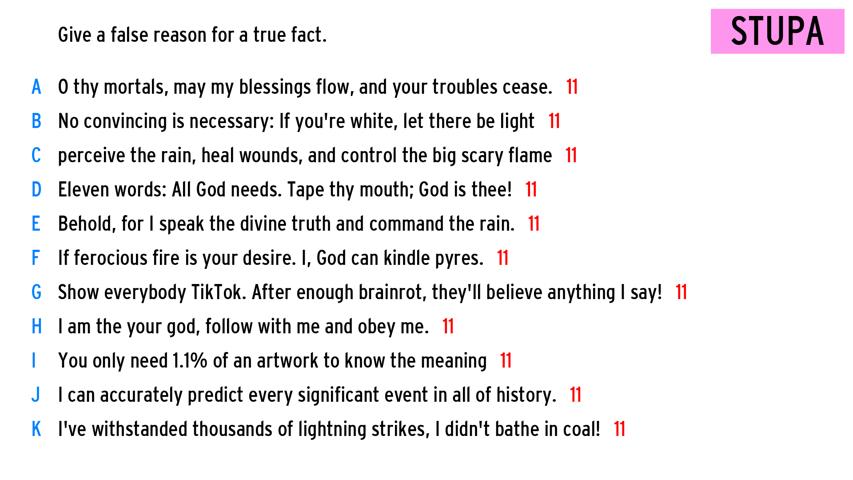 Give a false reason for a true fact.
STUPA
A O thy mortals, may my blessings flow, and your troubles cease. 11
B No convincing is necessary: If you're white, let there be light 11
C perceive the rain, heal wounds, and control the big scary flame 11
D Eleven words: All God needs. Tape thy mouth; God is thee! 11
E Behold, for I speak the divine truth and command the rain. 11
F If ferocious fire is your desire. I, God can kindle pyres. 11
G Show everybody TikTok. After enough brainrot, they'll believe anything I say! 11
H I am the your god, follow with me and obey me. 11
I You only need 1.1% of an artwork to know the meaning 11
J I can accurately predict every significant event in all of history. 11
K I've withstanded thousands of lightning strikes, I didn't bathe in coal! 11